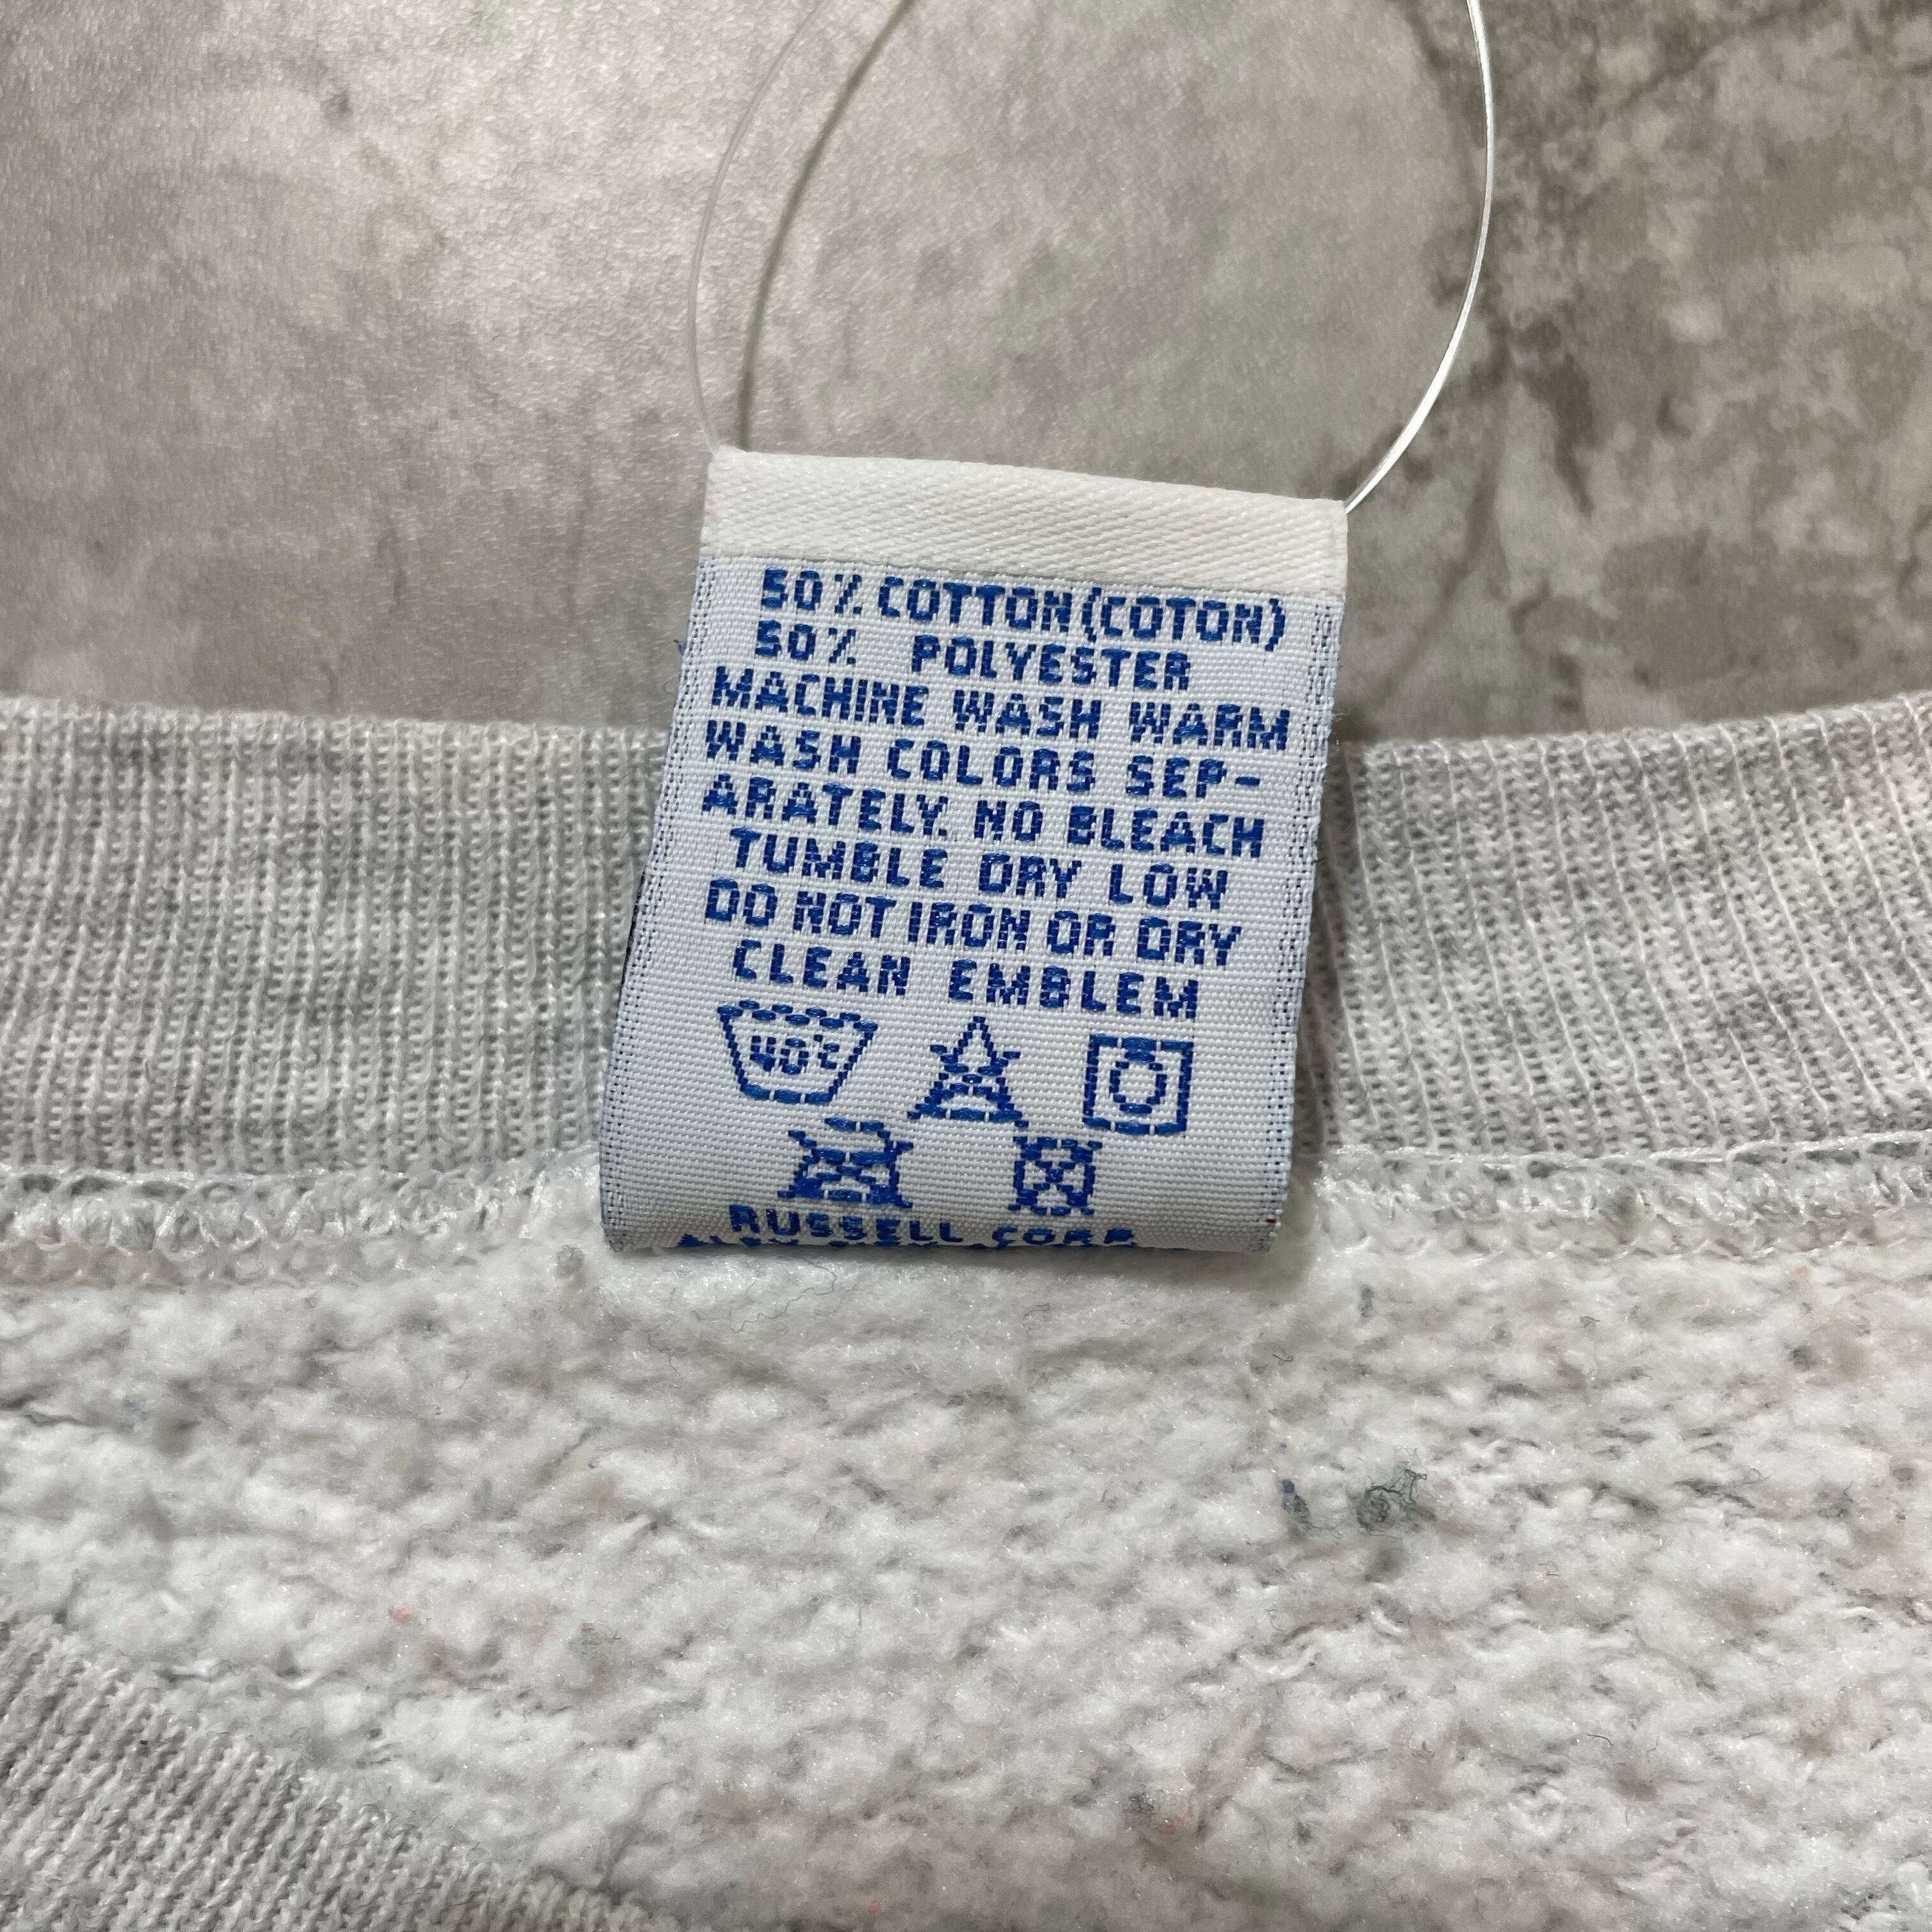 50% COTTON (COTON)
50% POLYESTER
MACHINE WASH WARM
WASH COLORS SEP-
ARATELY. NO BLEACH
TUMBLE DRY LOW
DO NOT IRON OR DRY
CLEAN EMBLEM
40°C
RUSSELL CORP